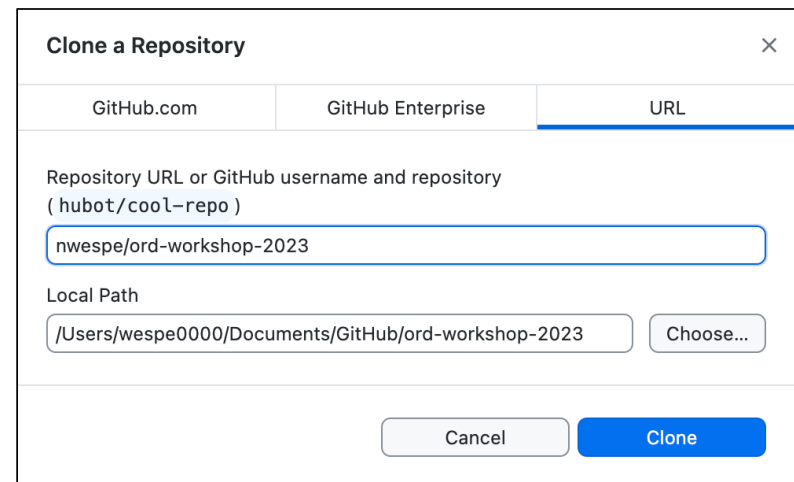 Clone a Repository
GitHub.com GitHub Enterprise URL
Repository URL or GitHub username and repository
(hubot/cool-repo)
nwespe/ord-workshop-2023
Local Path
/Users/wespe0000/Documents/GitHub/ord-workshop-2023 Choose...
Cancel Clone